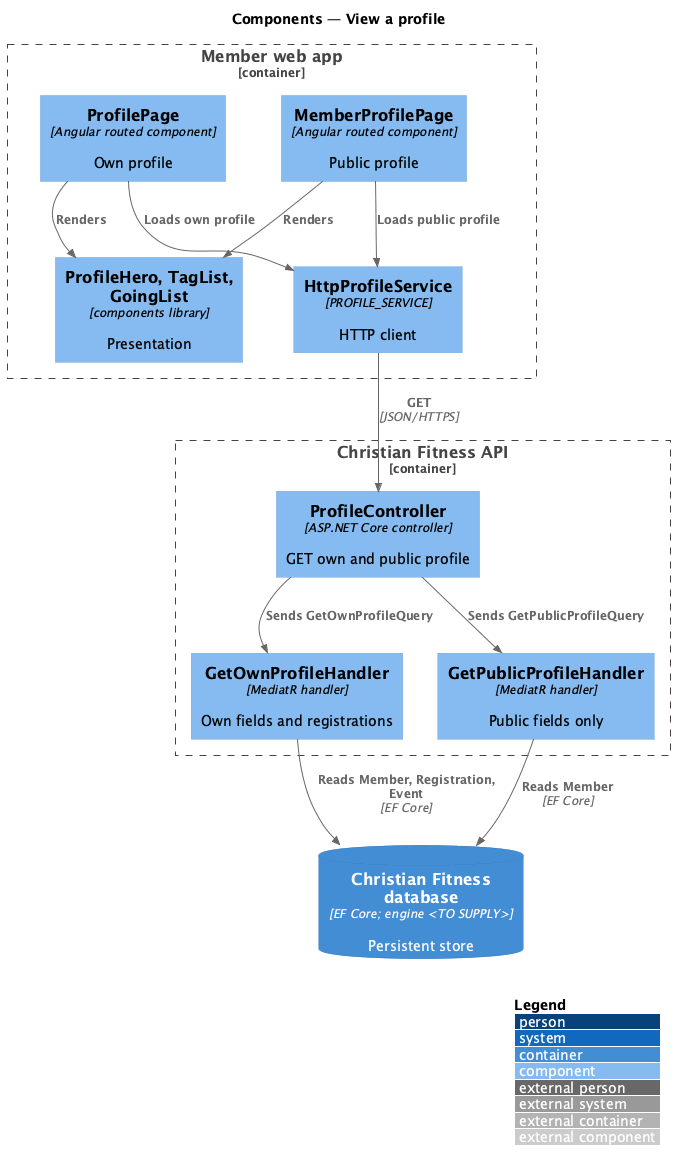 Components — View a profile
Member web app
[container]
ProfilePage
[Angular routed component]
Own profile
MemberProfilePage
[Angular routed component]
Public profile
Renders
Loads own profile
Renders
Loads public profile
ProfileHero, TagList,
GoingList
[components library]
Presentation
HttpProfileService
[PROFILE_SERVICE]
HTTP client
GET
[JSON/HTTPS]
Christian Fitness API
[container]
ProfileController
[ASP.NET Core controller]
GET own and public profile
Sends GetOwnProfileQuery
Sends GetPublicProfileQuery
GetOwnProfileHandler
[MediatR handler]
Own fields and registrations
GetPublicProfileHandler
[MediatR handler]
Public fields only
Reads Member, Registration,
Event
[EF Core]
Reads Member
[EF Core]
Christian Fitness
database
[EF Core; engine <TO SUPPLY>]
Persistent store
Legend
person
system
container
component
external person
external system
external container
external component